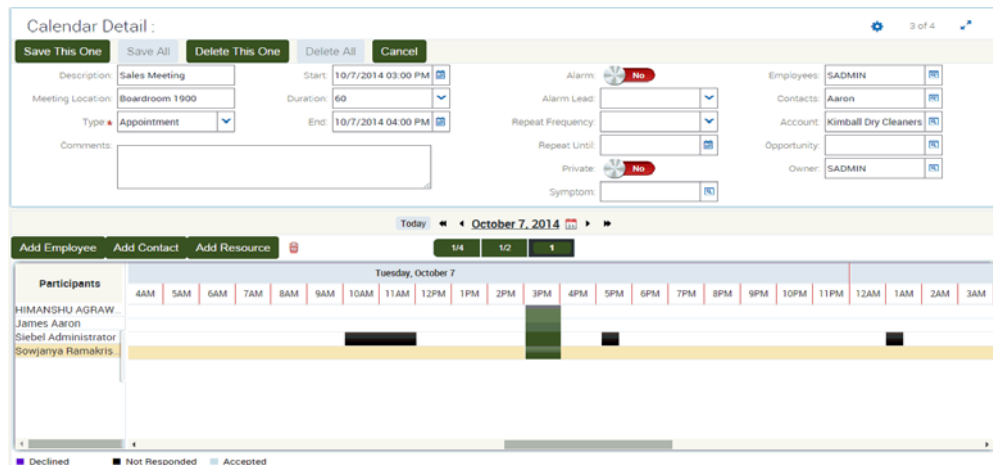 Calendar Detail :
3 of 4
Save This One Save All Delete This One Delete All Cancel
Description: Sales Meeting Start: 10/7/2014 03:00 PM Alarm: No Employees: SADMIN
Meeting Location: Boardroom 1900 Duration: 60 Alarm Lead: Contacts: Aaron
Type * Appointment End: 10/7/2014 04:00 PM Repeat Frequency: Account: Kimball Dry Cleaners
Comments: Repeat Until: Opportunity:
Private: No Owner: SADMIN
Symptom:
Today October 7, 2014
Add Employee Add Contact Add Resource 1/4 1/2 1
Participants Tuesday, October 7
4AM 5AM 6AM 7AM 8AM 9AM 10AM 11AM 12PM 1PM 2PM 3PM 4PM 5PM 6PM 7PM 8PM 9PM 10PM 11PM 12AM 1AM 2AM 3AM
HIMANSHU AGRAW...
James Aaron
Siebel Administrator
Sowjanya Ramakris...
Declined Not Responded Accepted